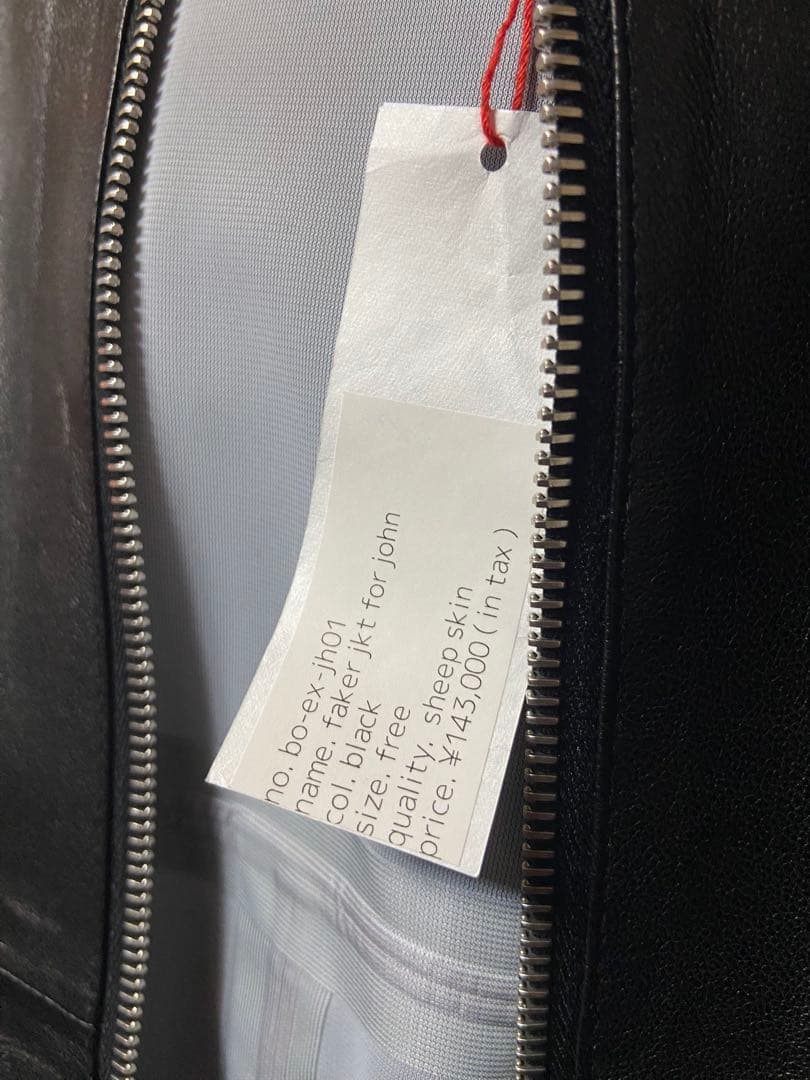 no. bo-ex-jh01
name. faker jkt for john
col. black
size. free
quality. sheep skin
price. ¥143,000 ( in tax )